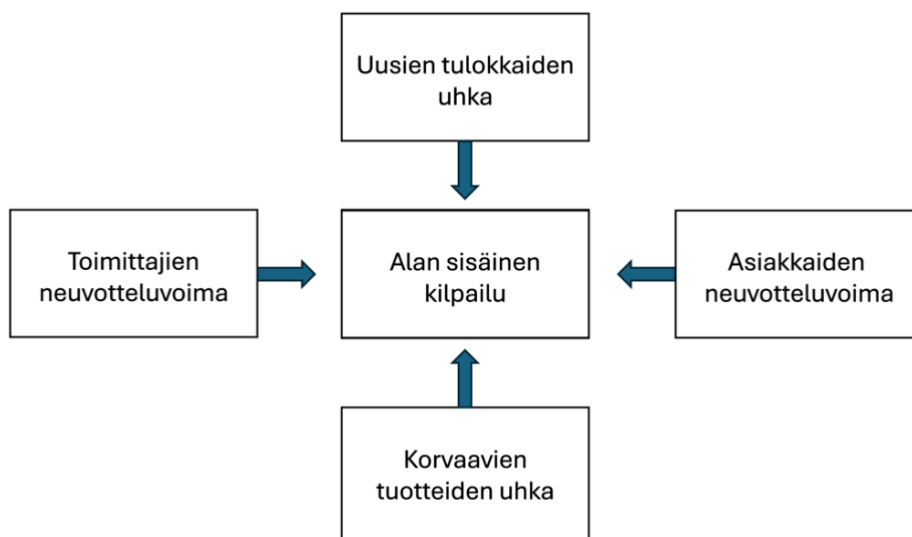 Uusien tulokkaiden
uhka
Toimittajien
neuvotteluvoima
Alan sisäinen
kilpailu
Asiakkaiden
neuvotteluvoima
Korvaavien
tuotteiden uhka